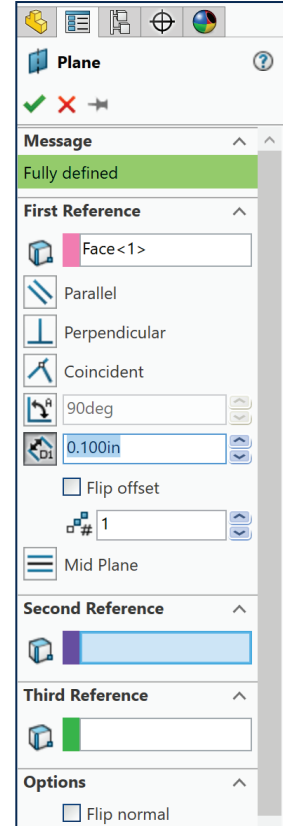 Plane
Message
Fully defined
First Reference
Face<1>
Parallel
Perpendicular
Coincident
A
90deg
D1
0.100in
Flip offset
# 1
Mid Plane
Second Reference
Third Reference
Options
Flip normal